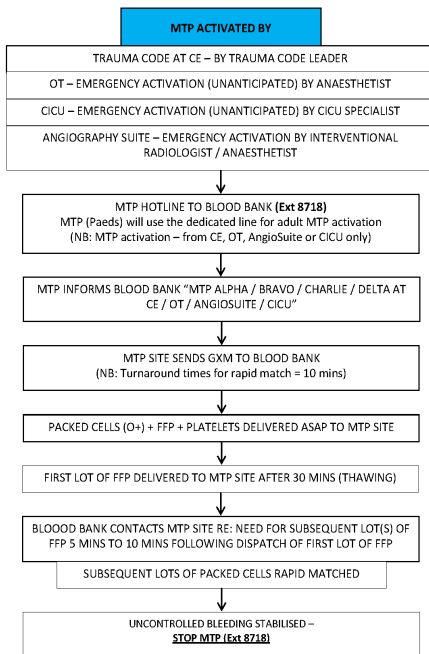 MTP ACTIVATED BY
TRAUMA CODE AT CE – BY TRAUMA CODE LEADER
OT – EMERGENCY ACTIVATION (UNANTICIPATED) BY ANAESTHETIST
CICU – EMERGENCY ACTIVATION (UNANTICIPATED) BY CICU SPECIALIST
ANGIOGRAPHY SUITE – EMERGENCY ACTIVATION BY INTERVENTIONAL
RADIOLOGIST / ANAESTHETIST
MTP HOTLINE TO BLOOD BANK (Ext 8718)
MTP (Paeds) will use the dedicated line for adult MTP activation
(NB: MTP activation – from CE, OT, AngioSuite or CICU only)
MTP INFORMS BLOOD BANK “MTP ALPHA / BRAVO / CHARLIE / DELTA AT
CE / OT / ANGIOSUITE / CICU”
MTP SITE SENDS GXM TO BLOOD BANK
(NB: Turnaround times for rapid match = 10 mins)
PACKED CELLS (O+) + FFP + PLATELETS DELIVERED ASAP TO MTP SITE
FIRST LOT OF FFP DELIVERED TO MTP SITE AFTER 30 MINS (THAWING)
BLOOOD BANK CONTACTS MTP SITE RE: NEED FOR SUBSEQUENT LOT(S) OF
FFP 5 MINS TO 10 MINS FOLLOWING DISPATCH OF FIRST LOT OF FFP
SUBSEQUENT LOTS OF PACKED CELLS RAPID MATCHED
UNCONTROLLED BLEEDING STABILISED –
STOP MTP (Ext 8718)